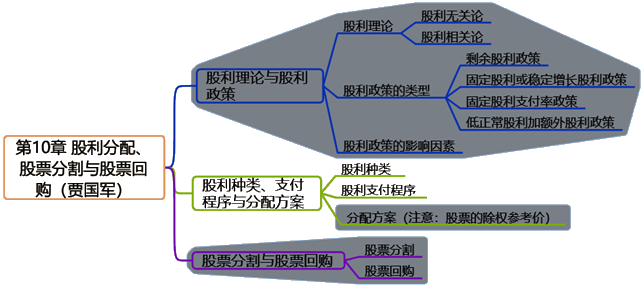 股利无关论
股利理论
股利相关论
股利理论与股利
政策
剩余股利政策
固定股利或稳定增长股利政策
股利政策的类型
固定股利支付率政策
低正常股利加额外股利政策
股利政策的影响因素
第10章 股利分配、
股票分割与股票回
购（贾国军）
股利种类
股利种类、支付
程序与分配方案
股利支付程序
分配方案（注意：股票的除权参考价）
股票分割
股票分割与股票回购
股票回购